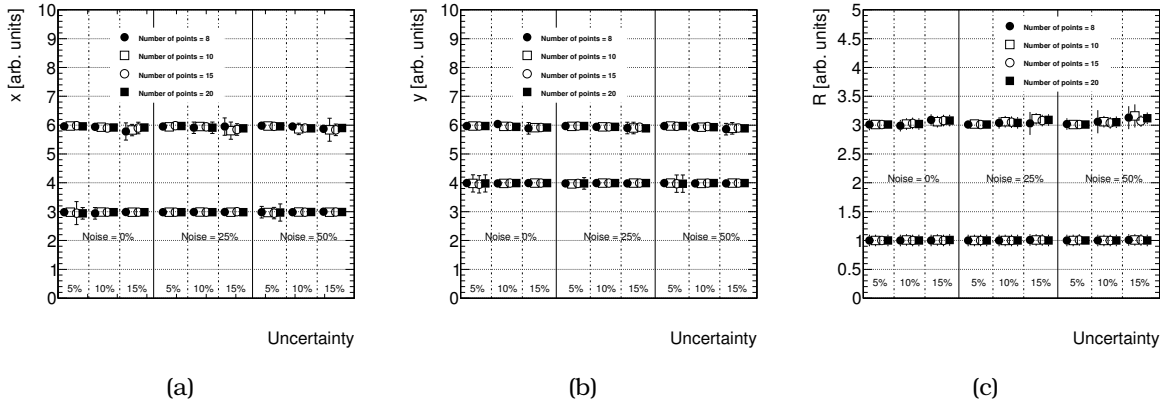 x [arb. units]
10
9
8
7
6
5
4
3
2
1
0
Number of points = 8
Number of points = 10
Number of points = 15
Number of points = 20
Noise = 0%
Noise = 25%
Noise = 50%
5% 10% 15% 5% 10% 15% 5% 10% 15%
Uncertainty
(a)
y [arb. units]
10
9
8
7
6
5
4
3
2
1
0
Number of points = 8
Number of points = 10
Number of points = 15
Number of points = 20
Noise = 0%
Noise = 25%
Noise = 50%
5% 10% 15% 5% 10% 15% 5% 10% 15%
Uncertainty
(b)
R [arb. units]
5
4.5
4
3.5
3
2.5
2
1.5
1
0.5
0
Number of points = 8
Number of points = 10
Number of points = 15
Number of points = 20
Noise = 0%
Noise = 25%
Noise = 50%
5% 10% 15% 5% 10% 15% 5% 10% 15%
Uncertainty
(c)